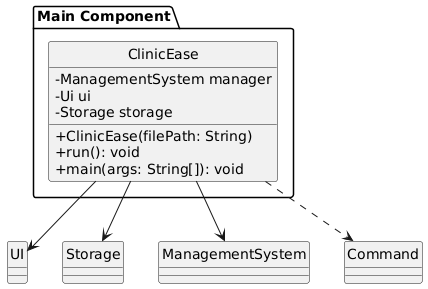 Main Component
ClinicEase
-ManagementSystem manager
-Ui ui
-Storage storage
+ClinicEase(filePath: String)
+run(): void
+main(args: String[]): void
UI
Storage
ManagementSystem
Command